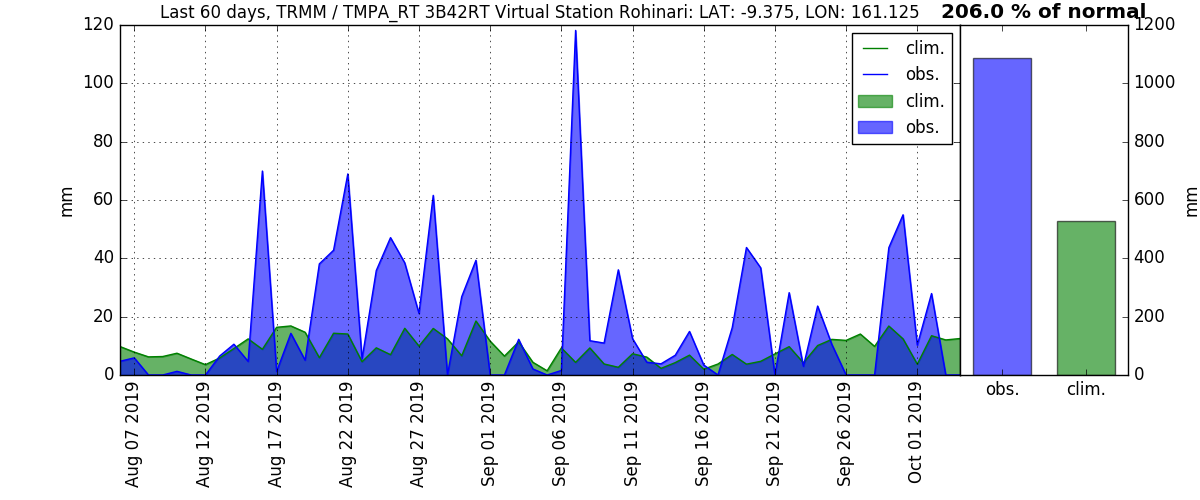 Last 60 days, TRMM / TMPA_RT 3B42RT Virtual Station Rohinari: LAT: -9.375, LON: 161.125
206.0 % of normal
120
100
80
60
40
20
0
mm
clim.
obs.
clim.
obs.
1200
1000
800
600
400
200
0
mm
Aug 07 2019
Aug 12 2019
Aug 17 2019
Aug 22 2019
Aug 27 2019
Sep 01 2019
Sep 06 2019
Sep 11 2019
Sep 16 2019
Sep 21 2019
Sep 26 2019
Oct 01 2019
obs.
clim.